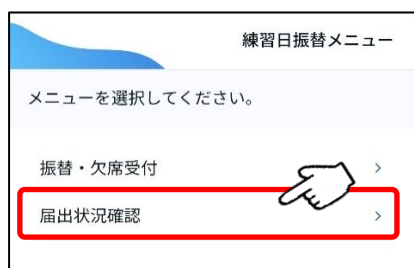 練習日振替メニュー
メニューを選択してください。
振替・欠席受付
届出状況確認